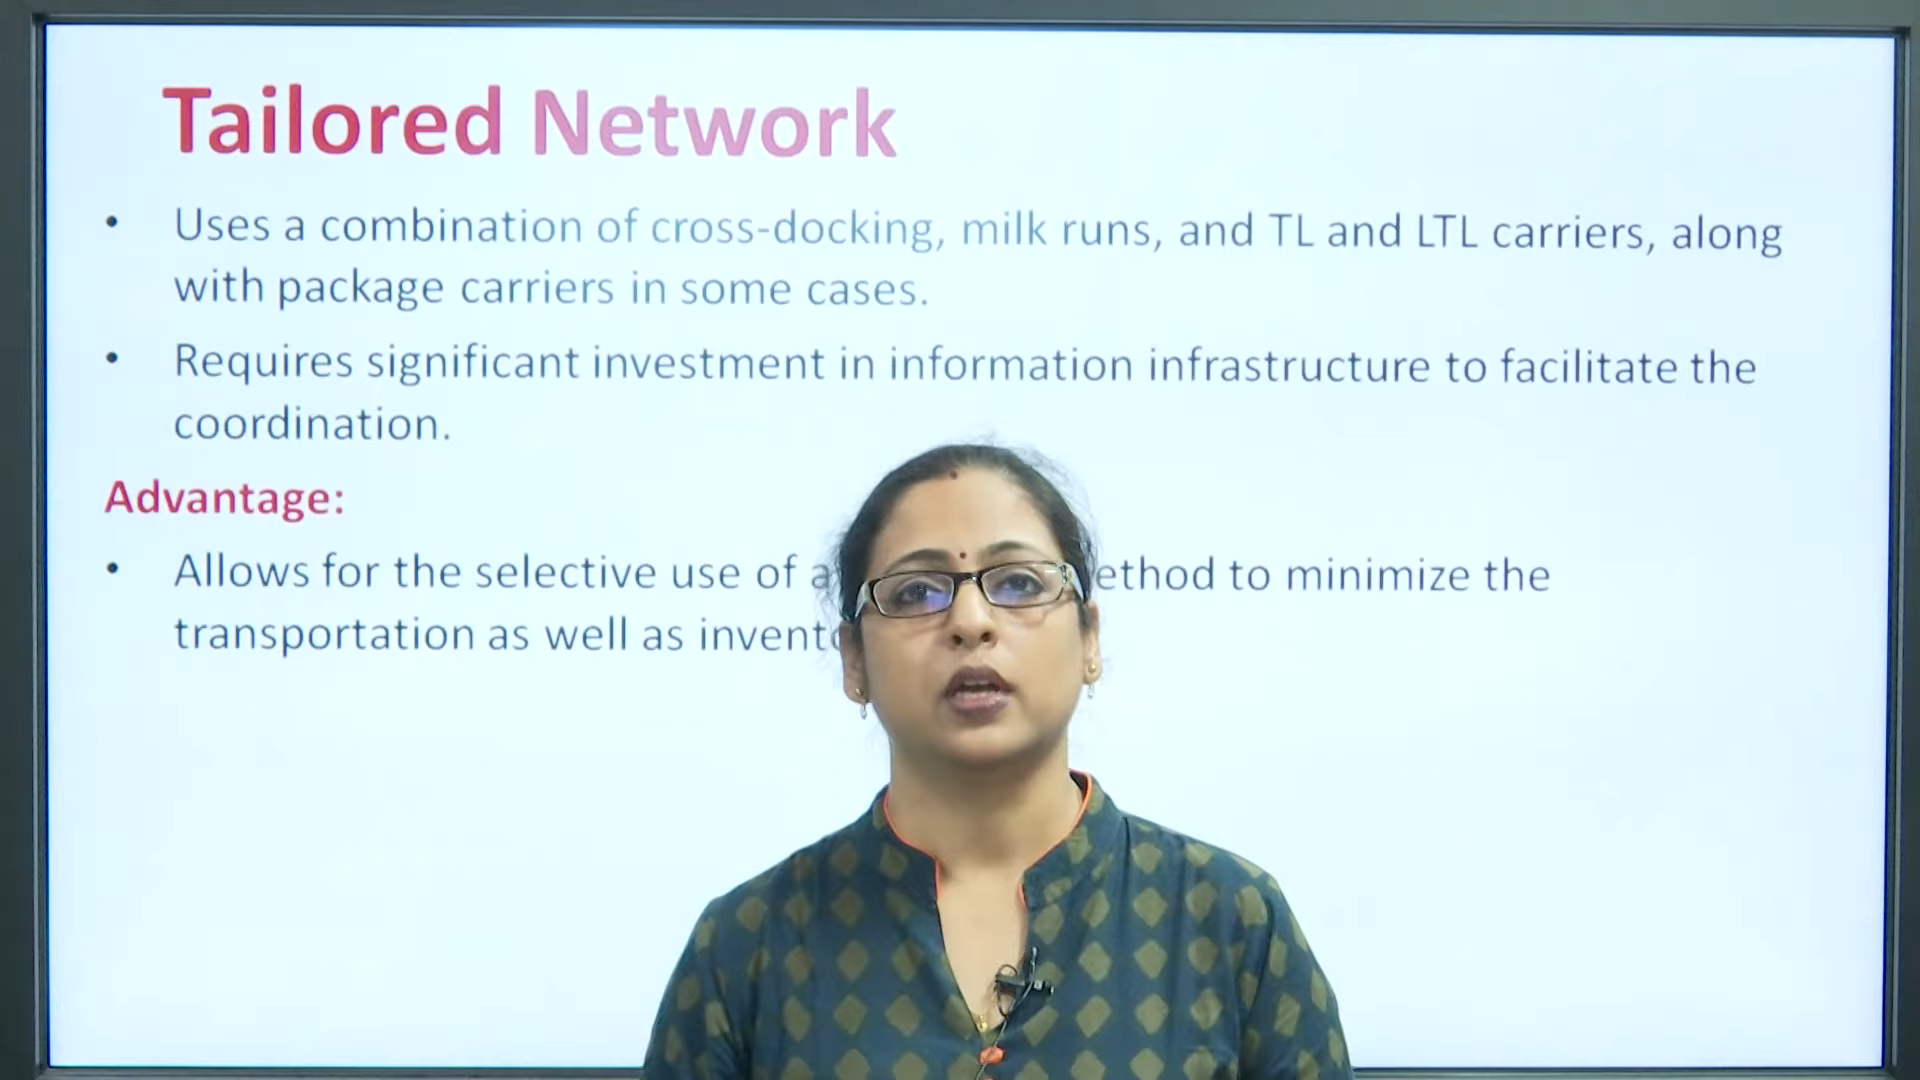 Tailored Network
• Uses a combination of cross-docking, milk runs, and TL and LTL carriers, along
with package carriers in some cases.
• Requires significant investment in information infrastructure to facilitate the
coordination.
Advantage:
• Allows for the selective use of method to minimize the
transportation as well as